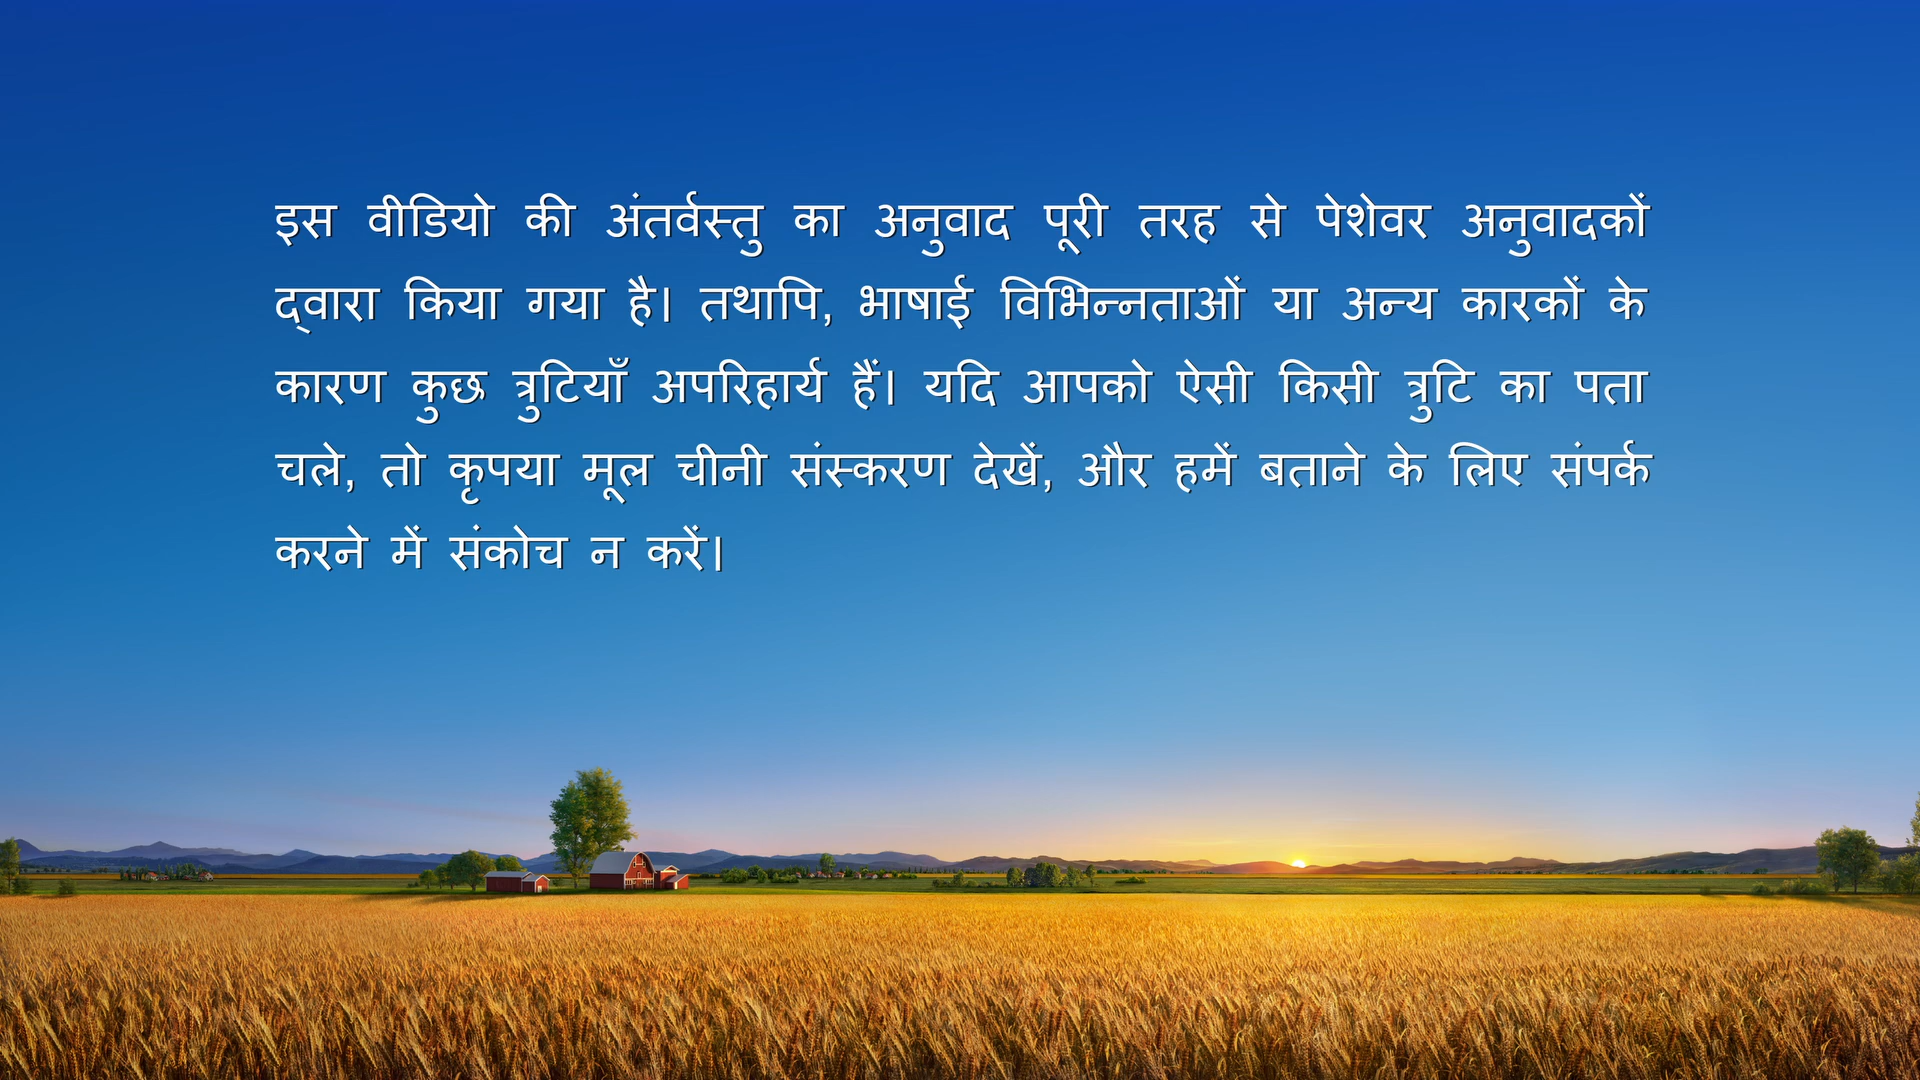 इस वीडियो की अंतर्वस्तु का अनुवाद पूरी तरह से पेशेवर अनुवादकों
द्वारा किया गया है। तथापि, भाषाई विभिन्नताओं या अन्य कारकों के
कारण कुछ त्रुटियाँ अपरिहार्य हैं। यदि आपको ऐसी किसी त्रुटि का पता
चले, तो कृपया मूल चीनी संस्करण देखें, और हमें बताने के लिए संपर्क
करने में संकोच न करें।